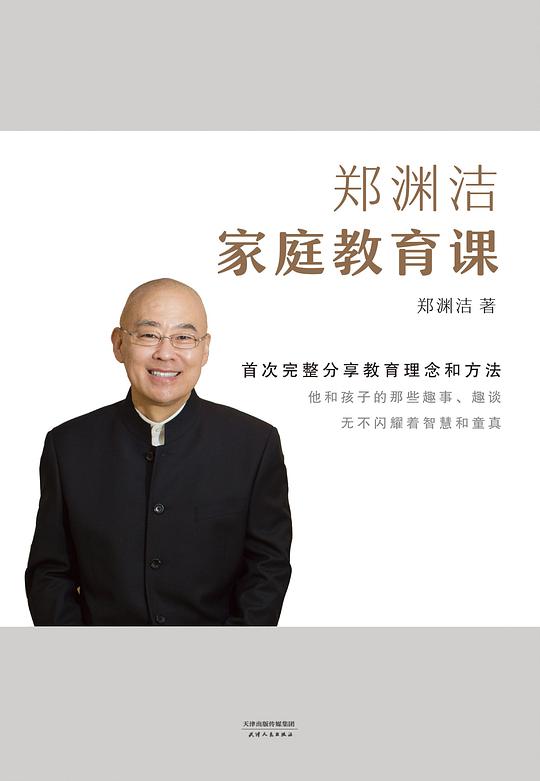 郑渊洁
家庭教育课
郑渊洁 著
首次完整分享教育理念和方法
他和孩子的那些趣事、趣谈
无不闪耀着智慧和童真
天津出版传媒集团
天津人民出版社